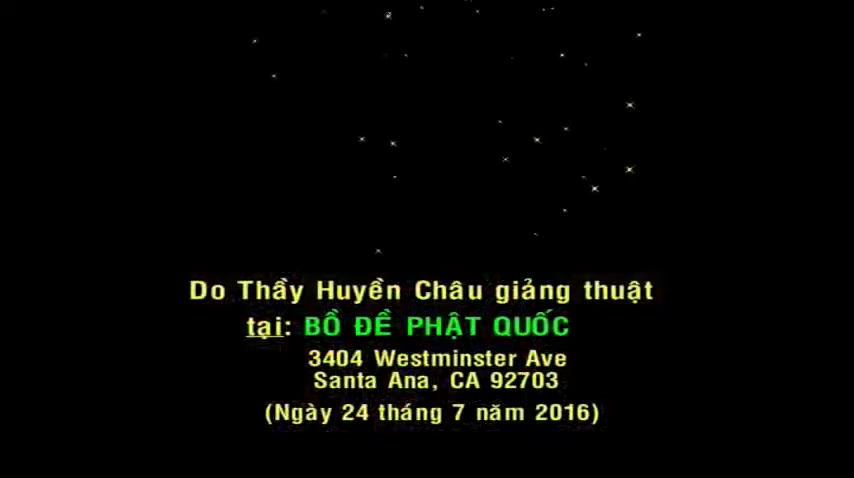 Do Thầy Huyền Châu giảng thuật
tại: BỒ ĐỀ PHẬT QUỐC
3404 Westminster Ave
Santa Ana, CA 92703
(Ngày 24 tháng 7 năm 2016)